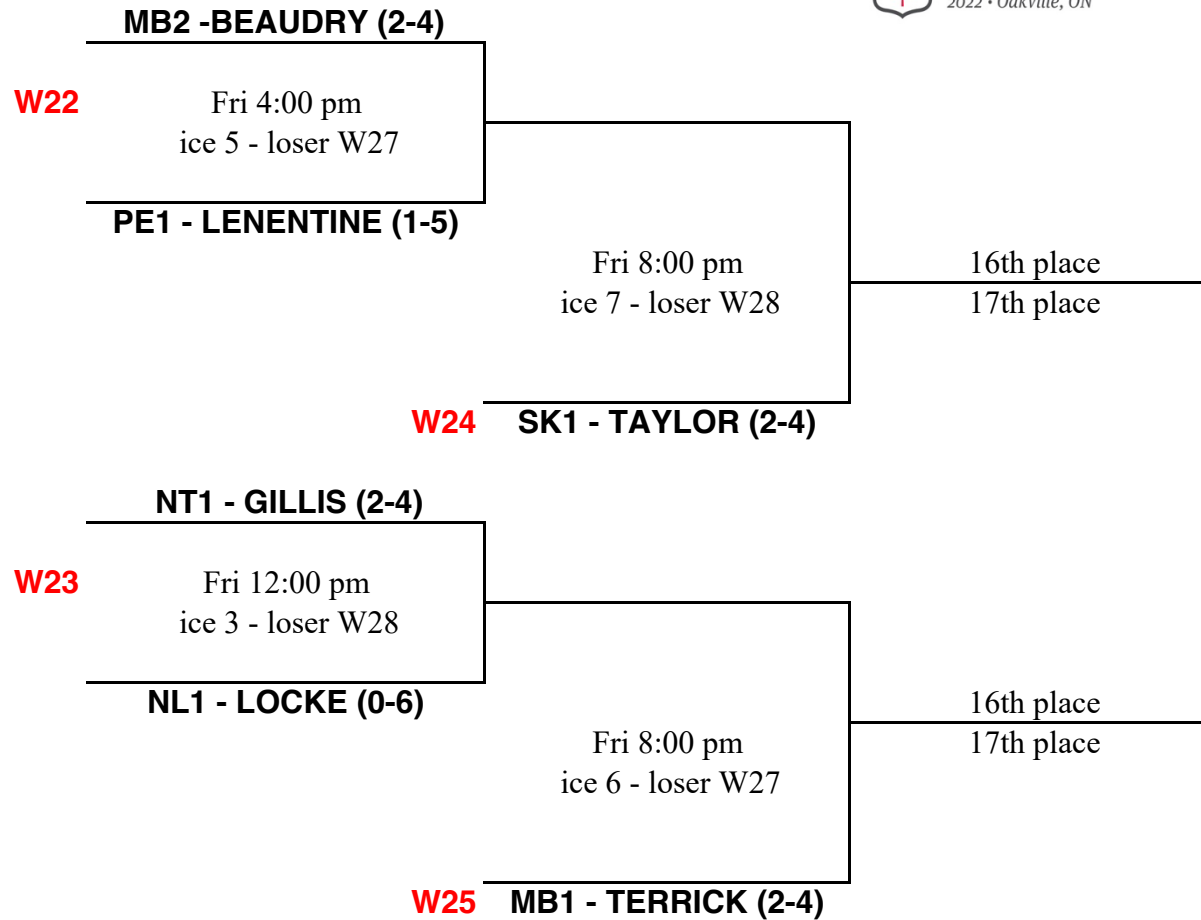 2022 • Oakville, ON
MB2 -BEAUDRY (2-4)
W22
Fri 4:00 pm
ice 5 - loser W27
PE1 - LENENTINE (1-5)
Fri 8:00 pm
ice 7 - loser W28
16th place
17th place
W24
SK1 - TAYLOR (2-4)
NT1 - GILLIS (2-4)
W23
Fri 12:00 pm
ice 3 - loser W28
NL1 - LOCKE (0-6)
Fri 8:00 pm
ice 6 - loser W27
16th place
17th place
W25
MB1 - TERRICK (2-4)